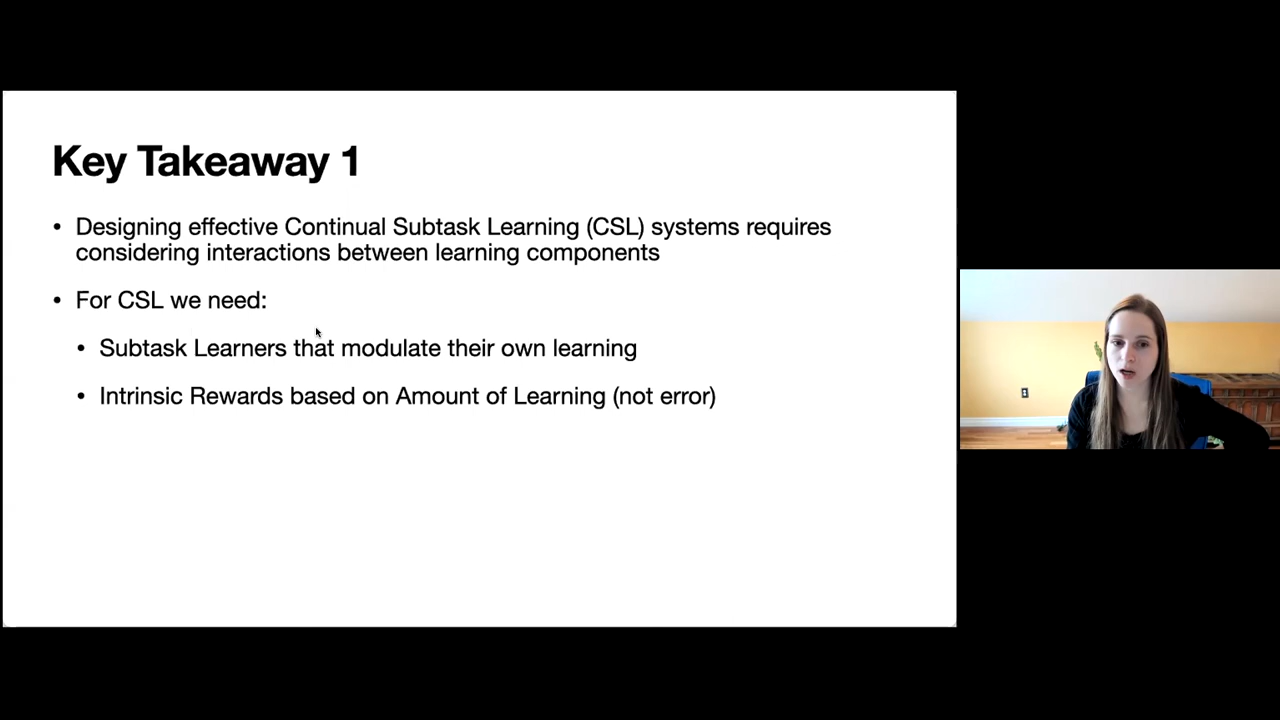 Key Takeaway 1
• Designing effective Continual Subtask Learning (CSL) systems requires
considering interactions between learning components
• For CSL we need:
• Subtask Learners that modulate their own learning
• Intrinsic Rewards based on Amount of Learning (not error)